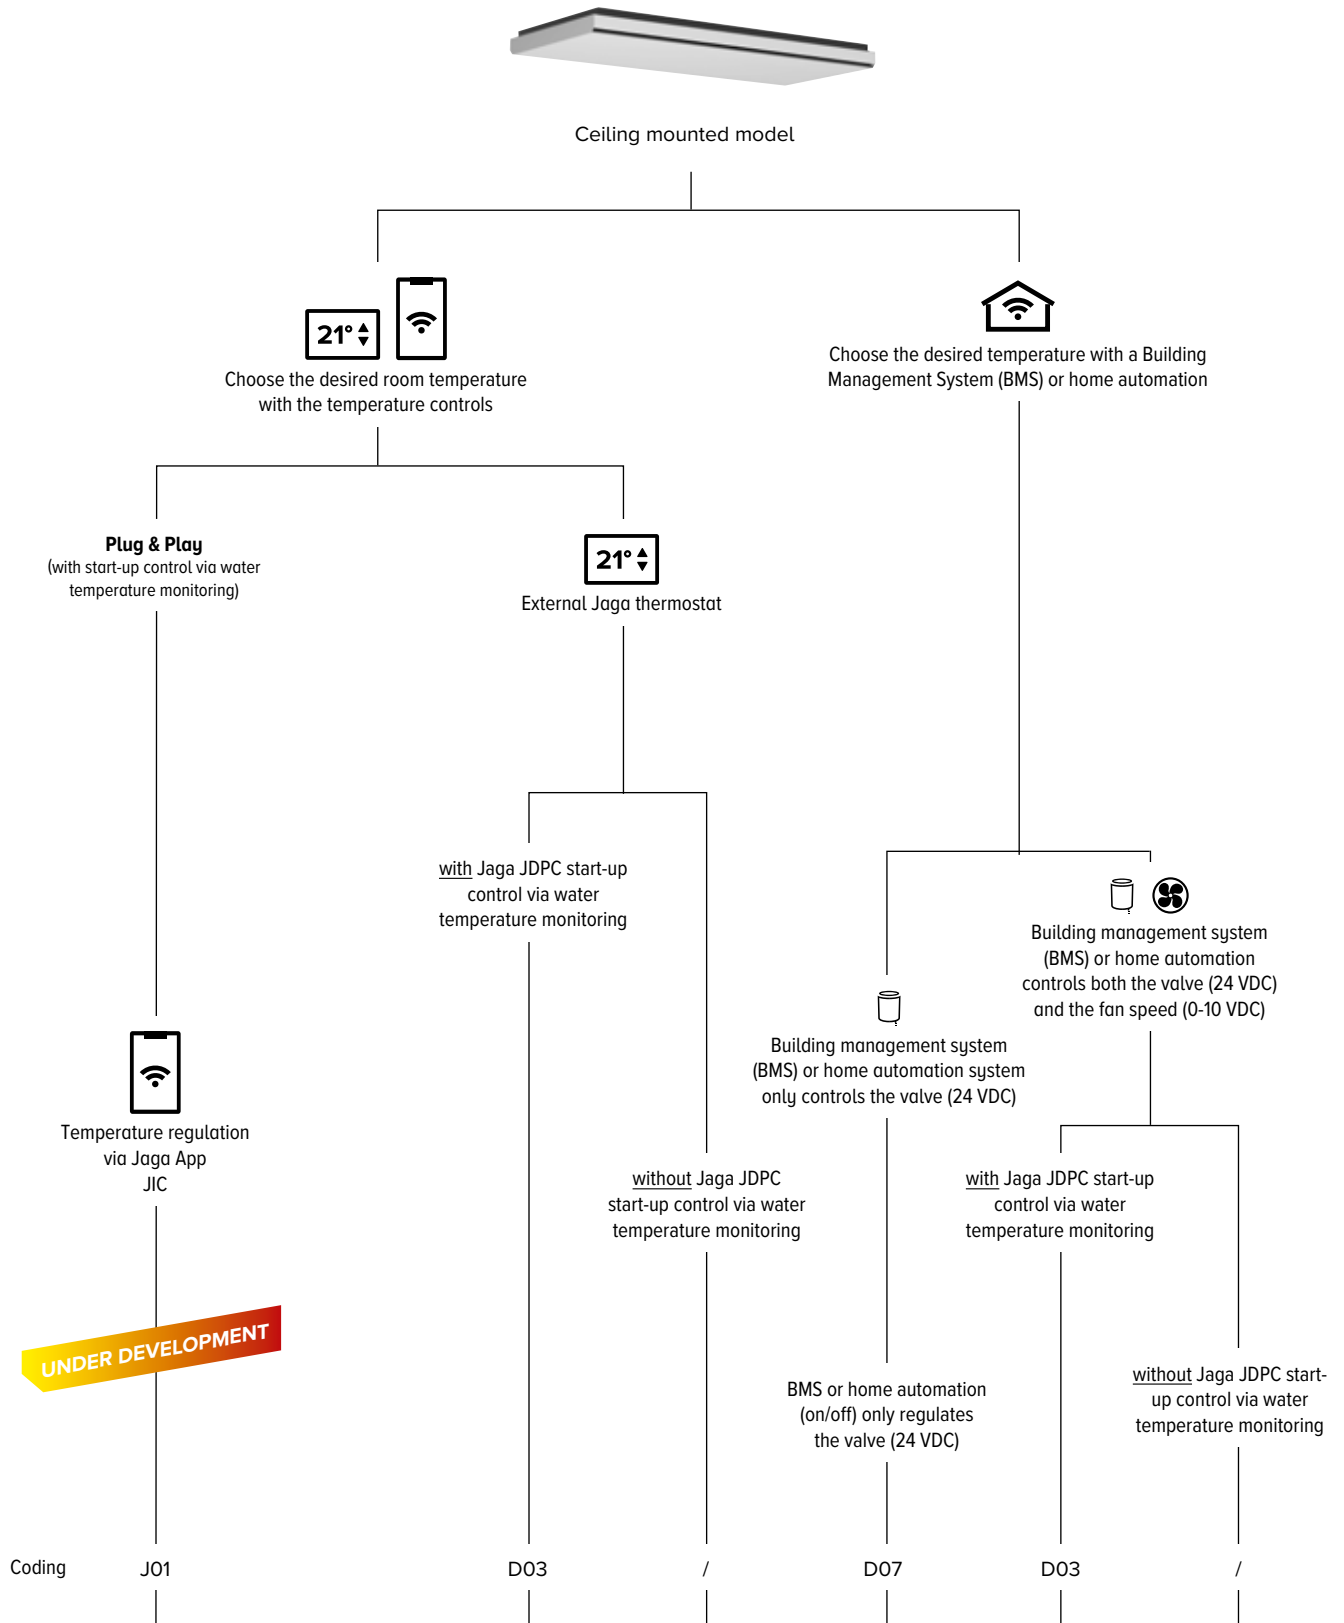 Ceiling mounted model
21°
Choose the desired room temperature
with the temperature controls
Choose the desired temperature with a Building
Management System (BMS) or home automation
Plug & Play
(with start-up control via water
temperature monitoring)
21°
External Jaga thermostat
with Jaga JDPC start-up
control via water
temperature monitoring
Building management system
(BMS) or home automation
controls both the valve (24 VDC)
and the fan speed (0-10 VDC)
Building management system
(BMS) or home automation system
only controls the valve (24 VDC)
Temperature regulation
via Jaga App
JIC
without Jaga JDPC
start-up control via water
temperature monitoring
with Jaga JDPC start-up
control via water
temperature monitoring
UNDER DEVELOPMENT
BMS or home automation
(on/off) only regulates
the valve (24 VDC)
without Jaga JDPC start-
up control via water
temperature monitoring
Coding J01 D03 / D07 D03 /